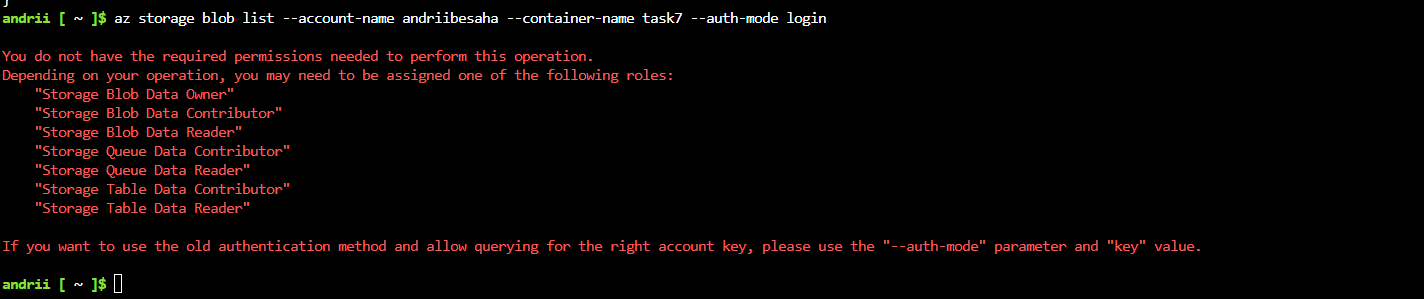 andrii [ ~ ]$ az storage blob list --account-name andriibesaha --container-name task7 --auth-mode login
You do not have the required permissions needed to perform this operation.
Depending on your operation, you may need to be assigned one of the following roles:
"Storage Blob Data Owner"
"Storage Blob Data Contributor"
"Storage Blob Data Reader"
"Storage Queue Data Contributor"
"Storage Queue Data Reader"
"Storage Table Data Contributor"
"Storage Table Data Reader"
If you want to use the old authentication method and allow querying for the right account key, please use the "--auth-mode" parameter and "key" value.
andrii [ ~ ]$